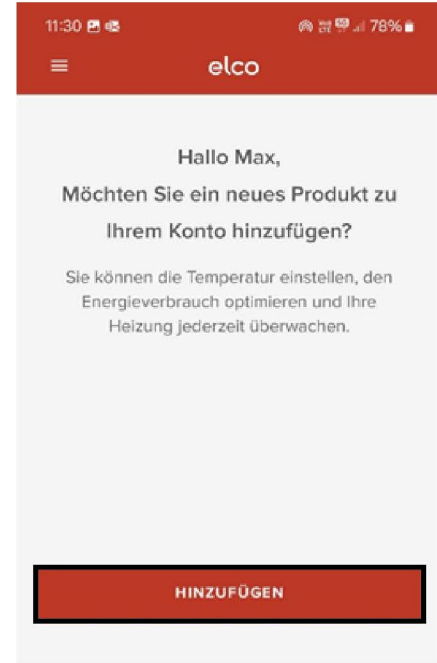 11:30
78%
elco
Hallo Max,
Möchten Sie ein neues Produkt zu
Ihrem Konto hinzufügen?
Sie können die Temperatur einstellen, den
Energieverbrauch optimieren und Ihre
Heizung jederzeit überwachen.
HINZUFÜGEN